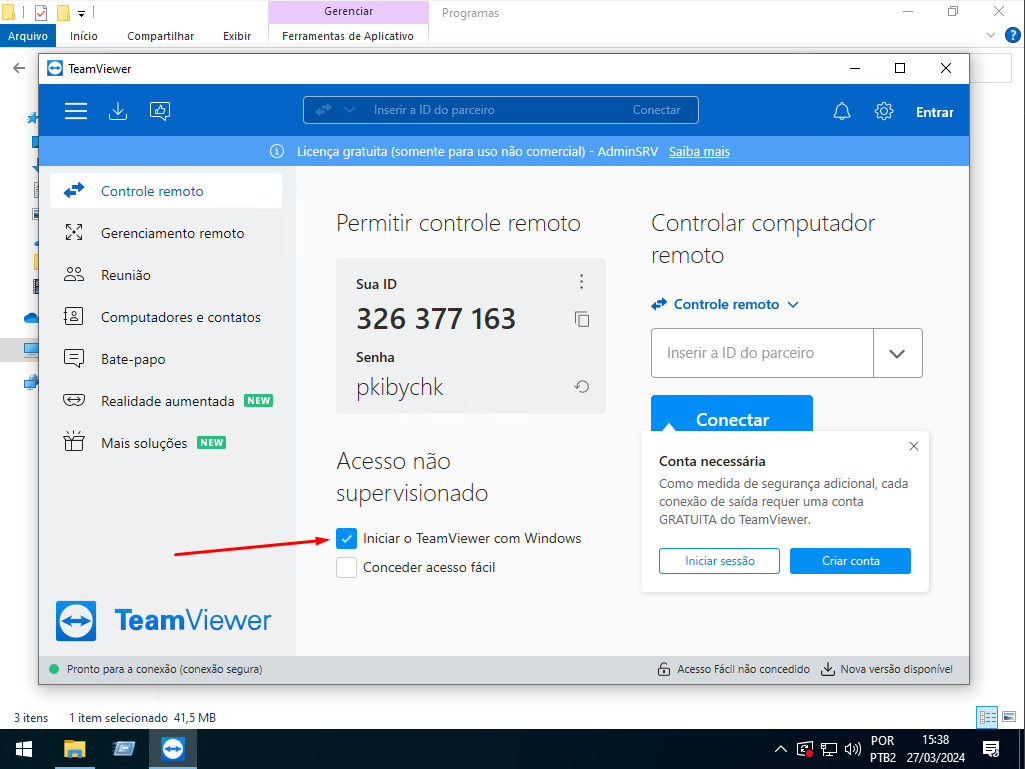 Gerenciar
Programas
Arquivo
Início
Compartilhar
Exibir
Ferramentas de Aplicativo
?
TeamViewer
Inserir a ID do parceiro
Conectar
Entrar
Licença gratuita (somente para uso não comercial) - AdminSRV Saiba mais
Controle remoto
Gerenciamento remoto
Reunião
Computadores e contatos
Bate-papo
Realidade aumentada NEW
Mais soluções NEW
TeamViewer
Permitir controle remoto
Sua ID
326 377 163
Senha
pkibychk
Acesso não
supervisionado
Iniciar o TeamViewer com Windows
Conceder acesso fácil
Controlar computador
remoto
Controle remoto
Inserir a ID do parceiro
Conectar
Conta necessária
Como medida de segurança adicional, cada
conexão de saída requer uma conta
GRATUITA do TeamViewer.
Iniciar sessão
Criar conta
Pronto para a conexão (conexão segura)
Acesso Fácil não concedido
Nova versão disponível
3 itens
1 item selecionado 41,5 MB
POR
PTB2
15:38
27/03/2024